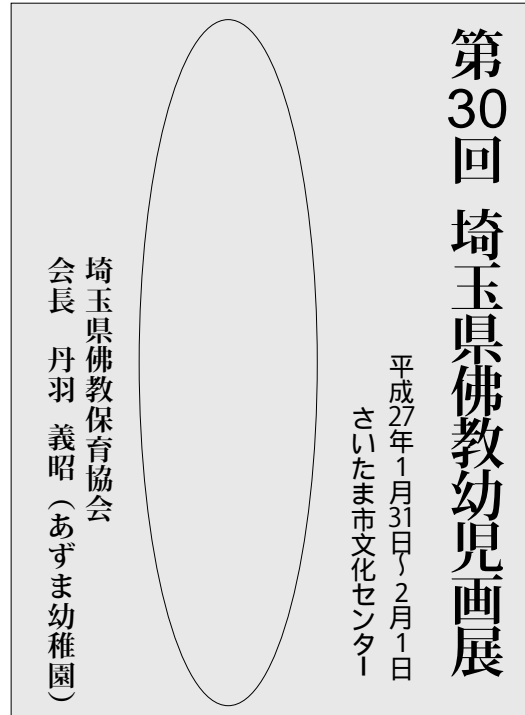 第30回 埼玉県佛教幼児画展
平成27年1月31日〜2月1日
さいたま市文化センター
埼玉県佛教保育協会
会長 丹羽 義昭（あずま幼稚園）